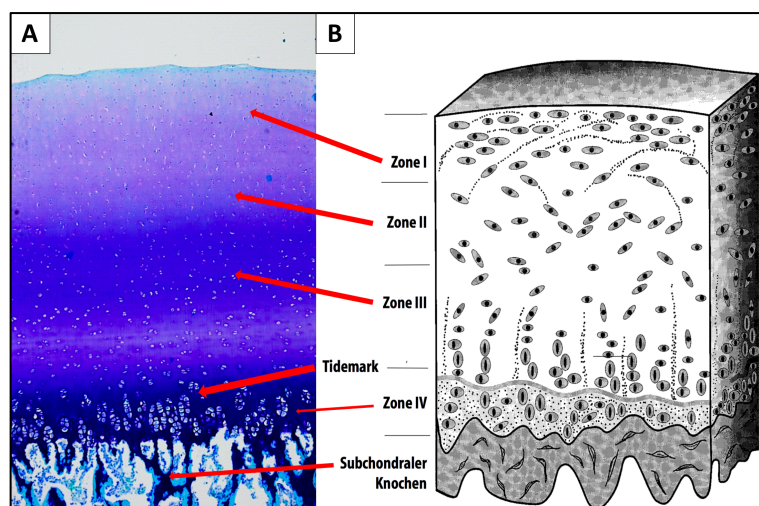 A
B
Zone I
Zone II
Zone III
Tidemark
Zone IV
Subchondraler
Knochen